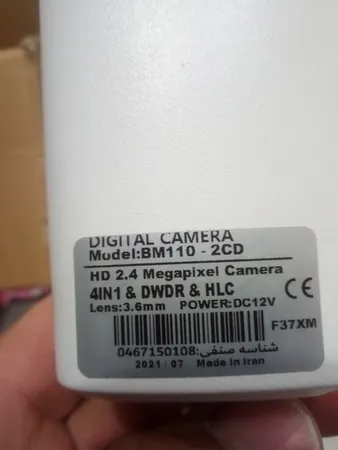 DIGITAL CAMERA
Model:BM110 - 2CD
HD 2.4 Megapixel Camera
4IN1 & DWDR & HLC
CE
Lens:3.6mm POWER:DC12V
F37XM
شناسه صنفی:0467150108
2021/07 Made in Iran